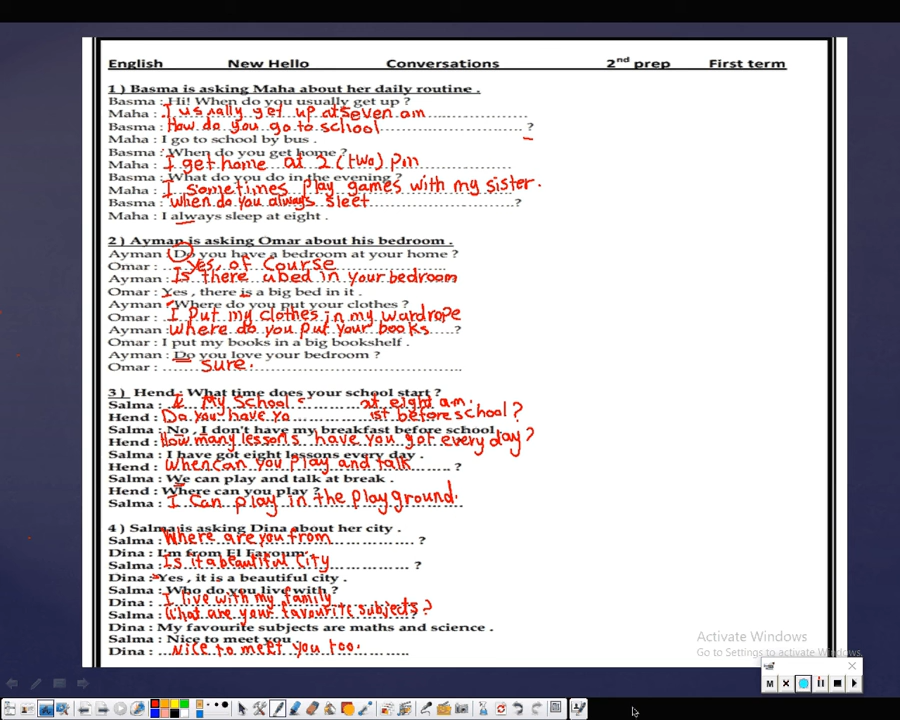 English New Hello Conversations 2nd prep First term
1 ) Basma is asking Maha about her daily routine .
Basma : Hi! When do you usually get up ?
Maha : I usually get up at seven am
Basma : How do you go to school ?
Maha : I go to school by bus .
Basma : When do you get home ?
Maha : I get home at 2 (two) pm
Basma : What do you do in the evening ?
Maha : I sometimes play games with my sister.
Basma : when do you always sleet ?
Maha : I always sleep at eight .
2 ) Ayman is asking Omar about his bedroom .
Ayman : Do you have a bedroom at your home ?
Omar : yes, of Course
Ayman : Is there a bed in your bedroom
Omar : Yes , there is a big bed in it .
Ayman : Where do you put your clothes ?
Omar : I Put my clothes in my wardrope
Ayman : where do you put your books ?
Omar : I put my books in a big bookshelf .
Ayman : Do you love your bedroom ?
Omar : sure.
3 ) Hend : What time does your school start ?
Salma : My School at eight a.m.
Hend : Do you have before school ?
Salma : No , I don't have my breakfast before school
Hend : How many lessons have you got every day ?
Salma : I have got eight lessons every day .
Hend : When can you play and talk ?
Salma : We can play and talk at break .
Hend : Where can you play ?
Salma : I Can play in the playground.
4 ) Salma is asking Dina about her city .
Salma : Where are you from ?
Dina : I'm from El Fayoum .
Salma : Is it a beautiful City ?
Dina : Yes , it is a beautiful city .
Salma : Who do you live with ?
Dina : I live with my family
Salma : What are your favourite subjects ?
Dina : My favourite subjects are maths and science .
Salma : Nice to meet you .
Dina : Nice to meet you too.
Activate Windows
Go to Settings to activate Windows.
M